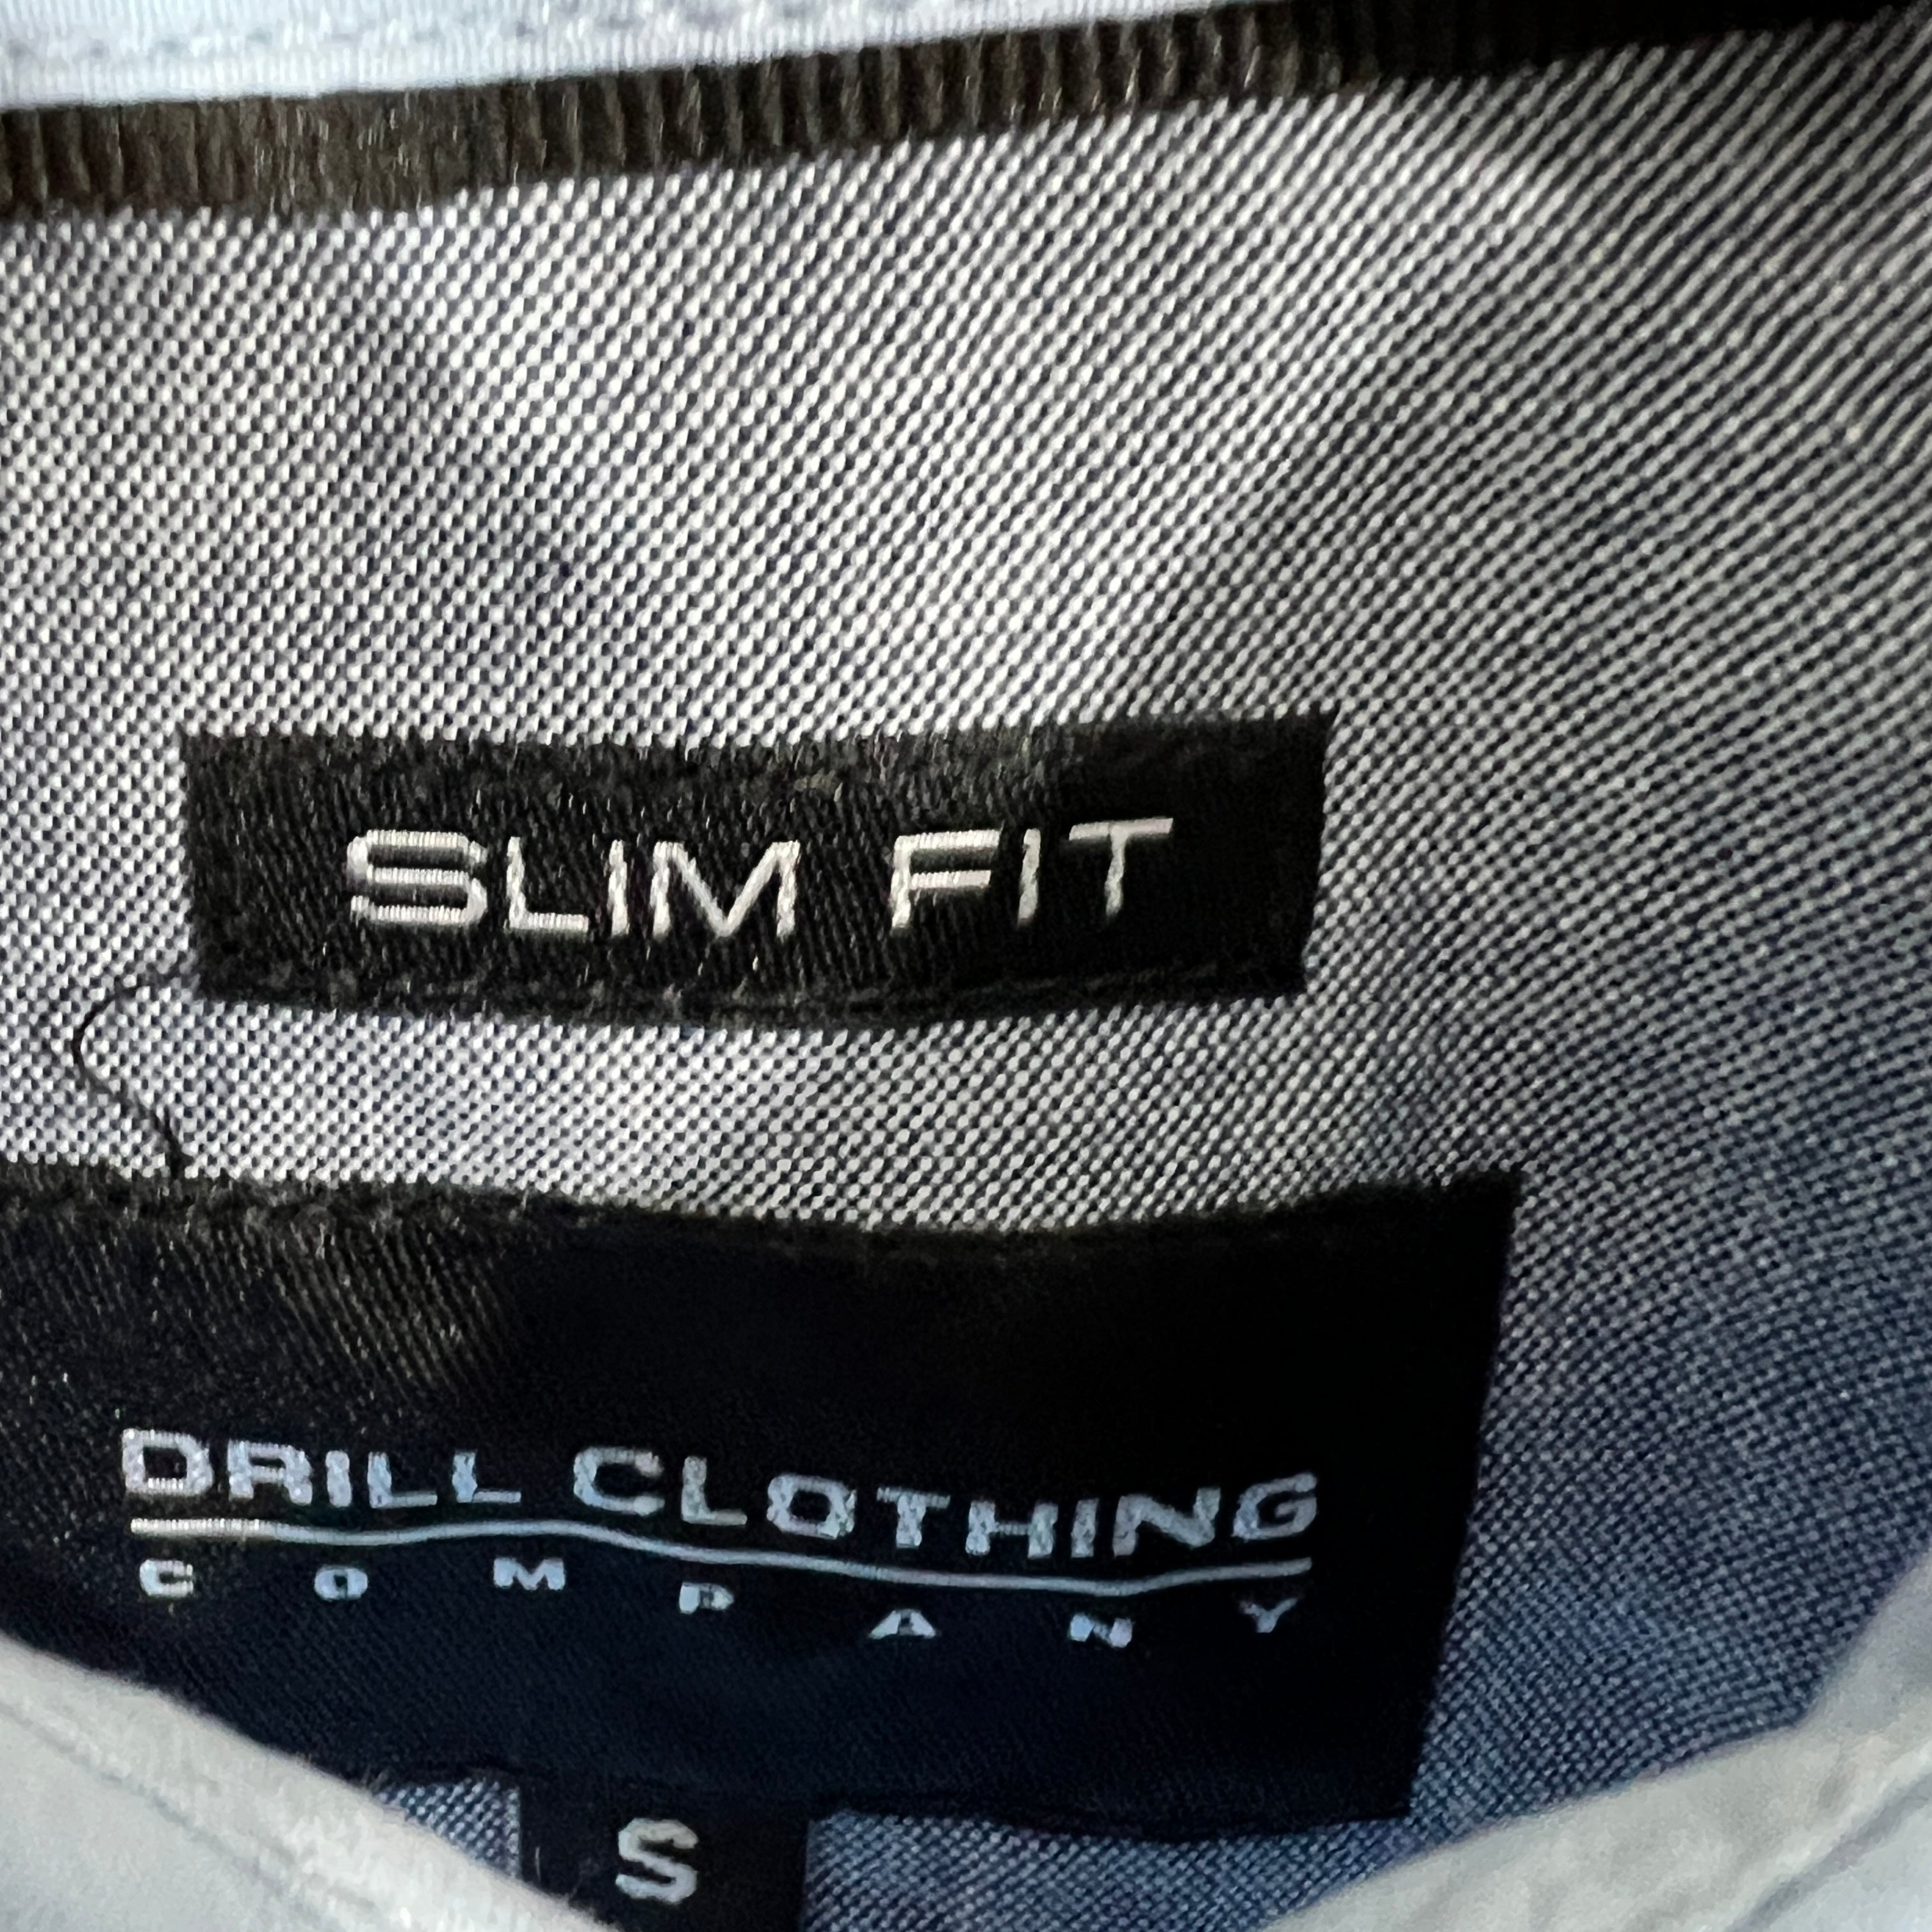 SLIM FIT
DRILL CLOTHING
COMPANY
S